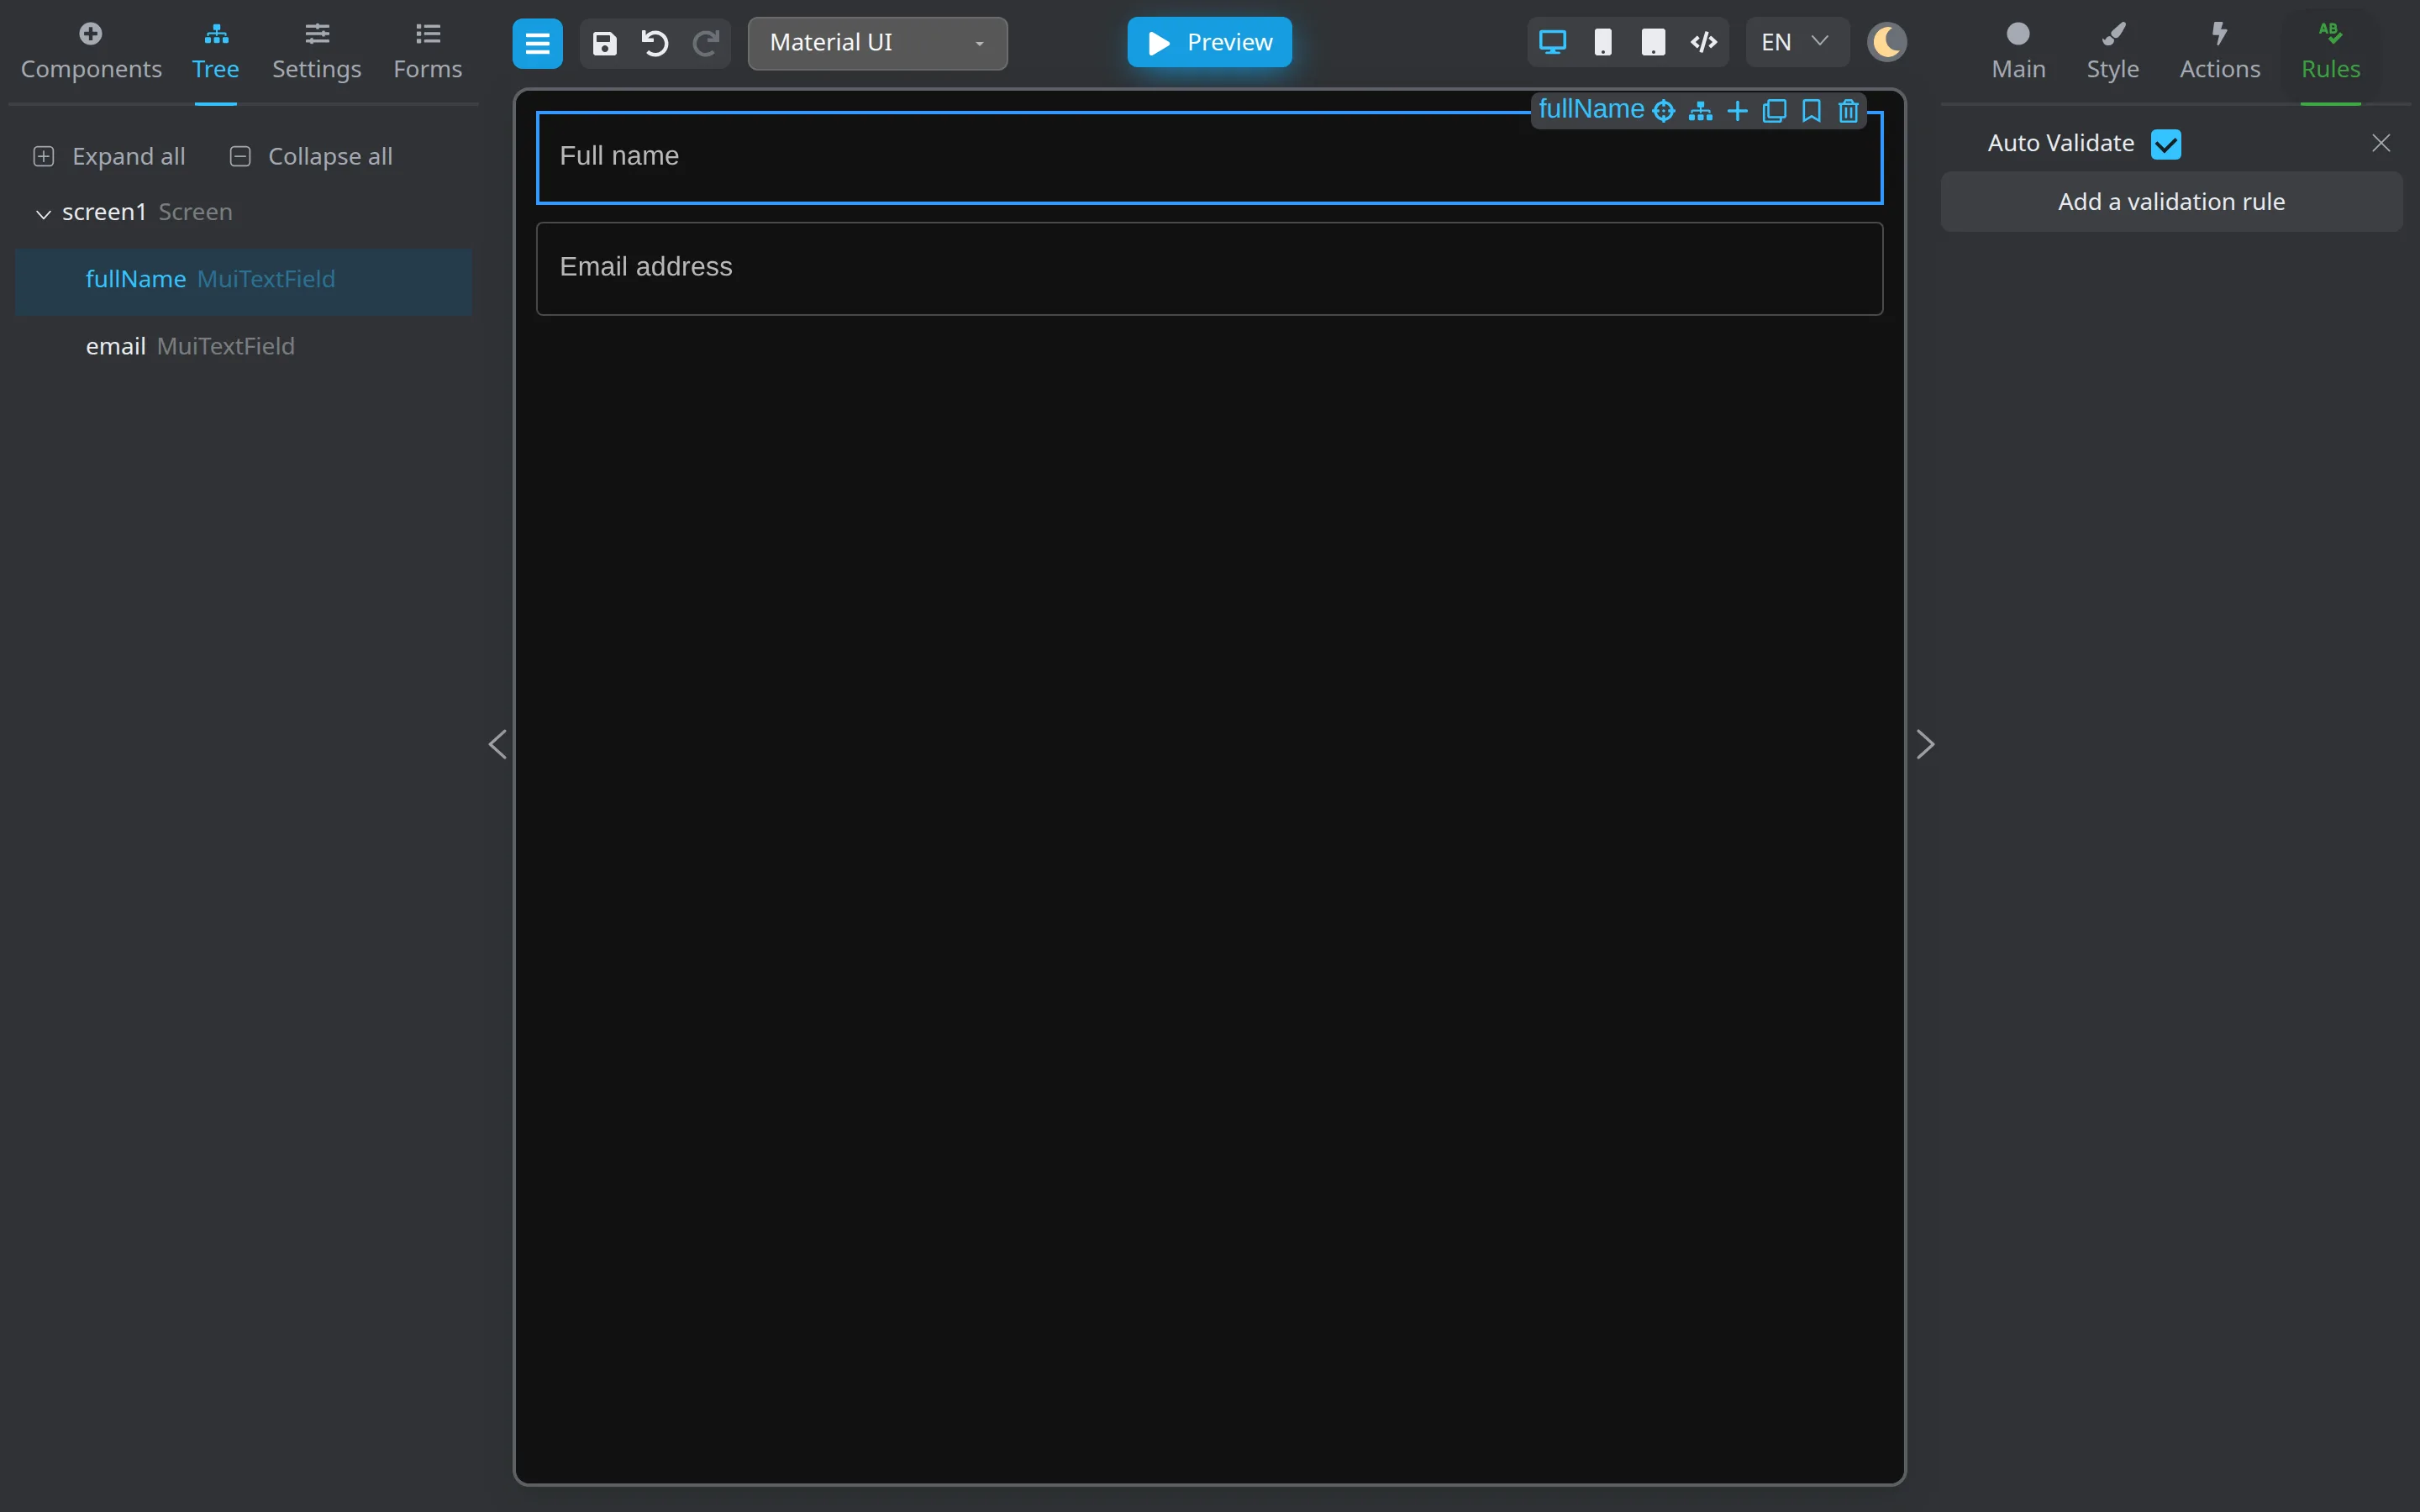 Components Tree Settings Forms
Material UI
Preview
EN
Main Style Actions AB Rules
Expand all Collapse all
screen1 Screen
fullName MuiTextField
email MuiTextField
fullName
Full name
Email address
Auto Validate
Add a validation rule